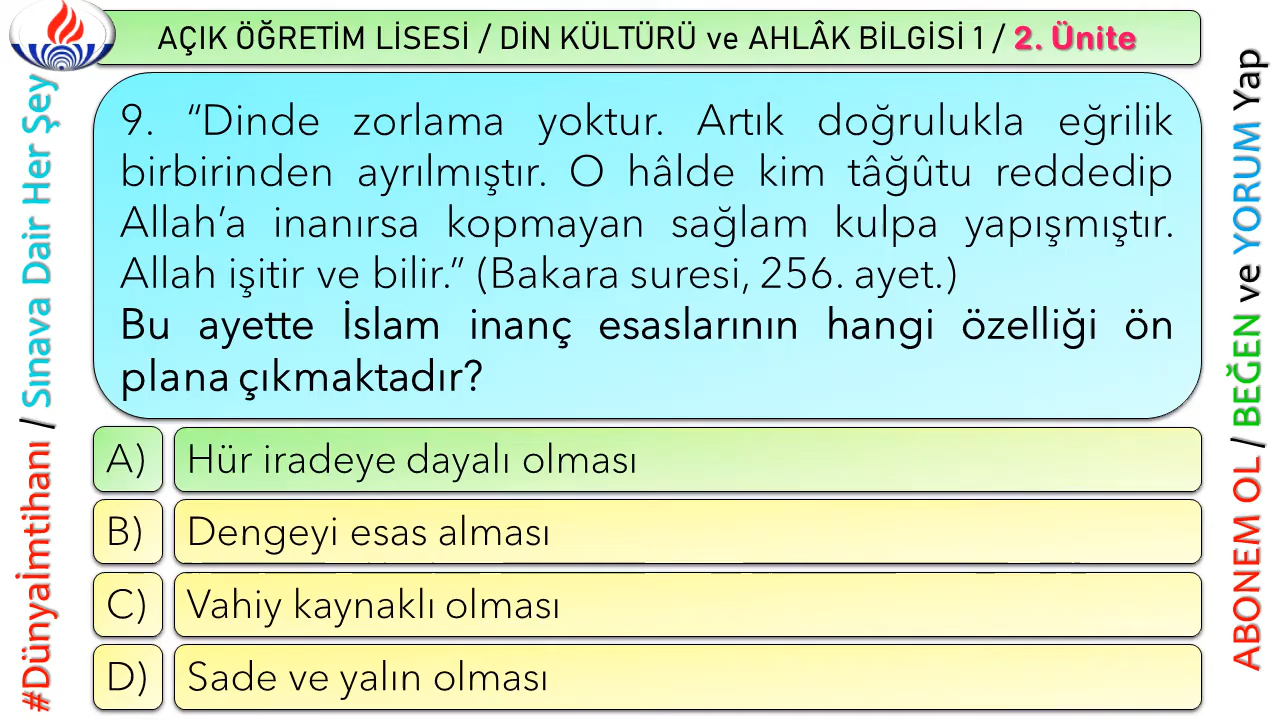 AÇIK ÖĞRETİM LİSESİ / DİN KÜLTÜRÜ ve AHLÂK BİLGİSİ 1 / 2. Ünite
#Dünyaİmtihanı / Sınava Dair Her Şey
9. “Dinde zorlama yoktur. Artık doğrulukla eğrilik
birbirinden ayrılmıştır. O hâlde kim tâğûtu reddedip
Allah’a inanırsa kopmayan sağlam kulpa yapışmıştır.
Allah işitir ve bilir.” (Bakara suresi, 256. ayet.)
Bu ayette İslam inanç esaslarının hangi özelliği ön
plana çıkmaktadır?
A) Hür iradeye dayalı olması
B) Dengeyi esas alması
C) Vahiy kaynaklı olması
D) Sade ve yalın olması
ABONEM OL / BEĞEN ve YORUM Yap